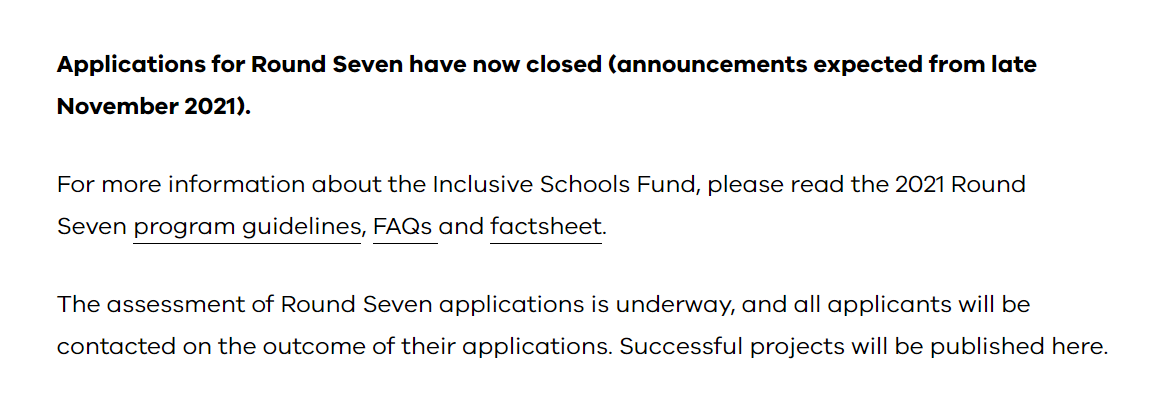 Applications for Round Seven have now closed (announcements expected from late
November 2021).
For more information about the Inclusive Schools Fund, please read the 2021 Round
Seven program guidelines, FAQs and factsheet.
The assessment of Round Seven applications is underway, and all applicants will be
contacted on the outcome of their applications. Successful projects will be published here.